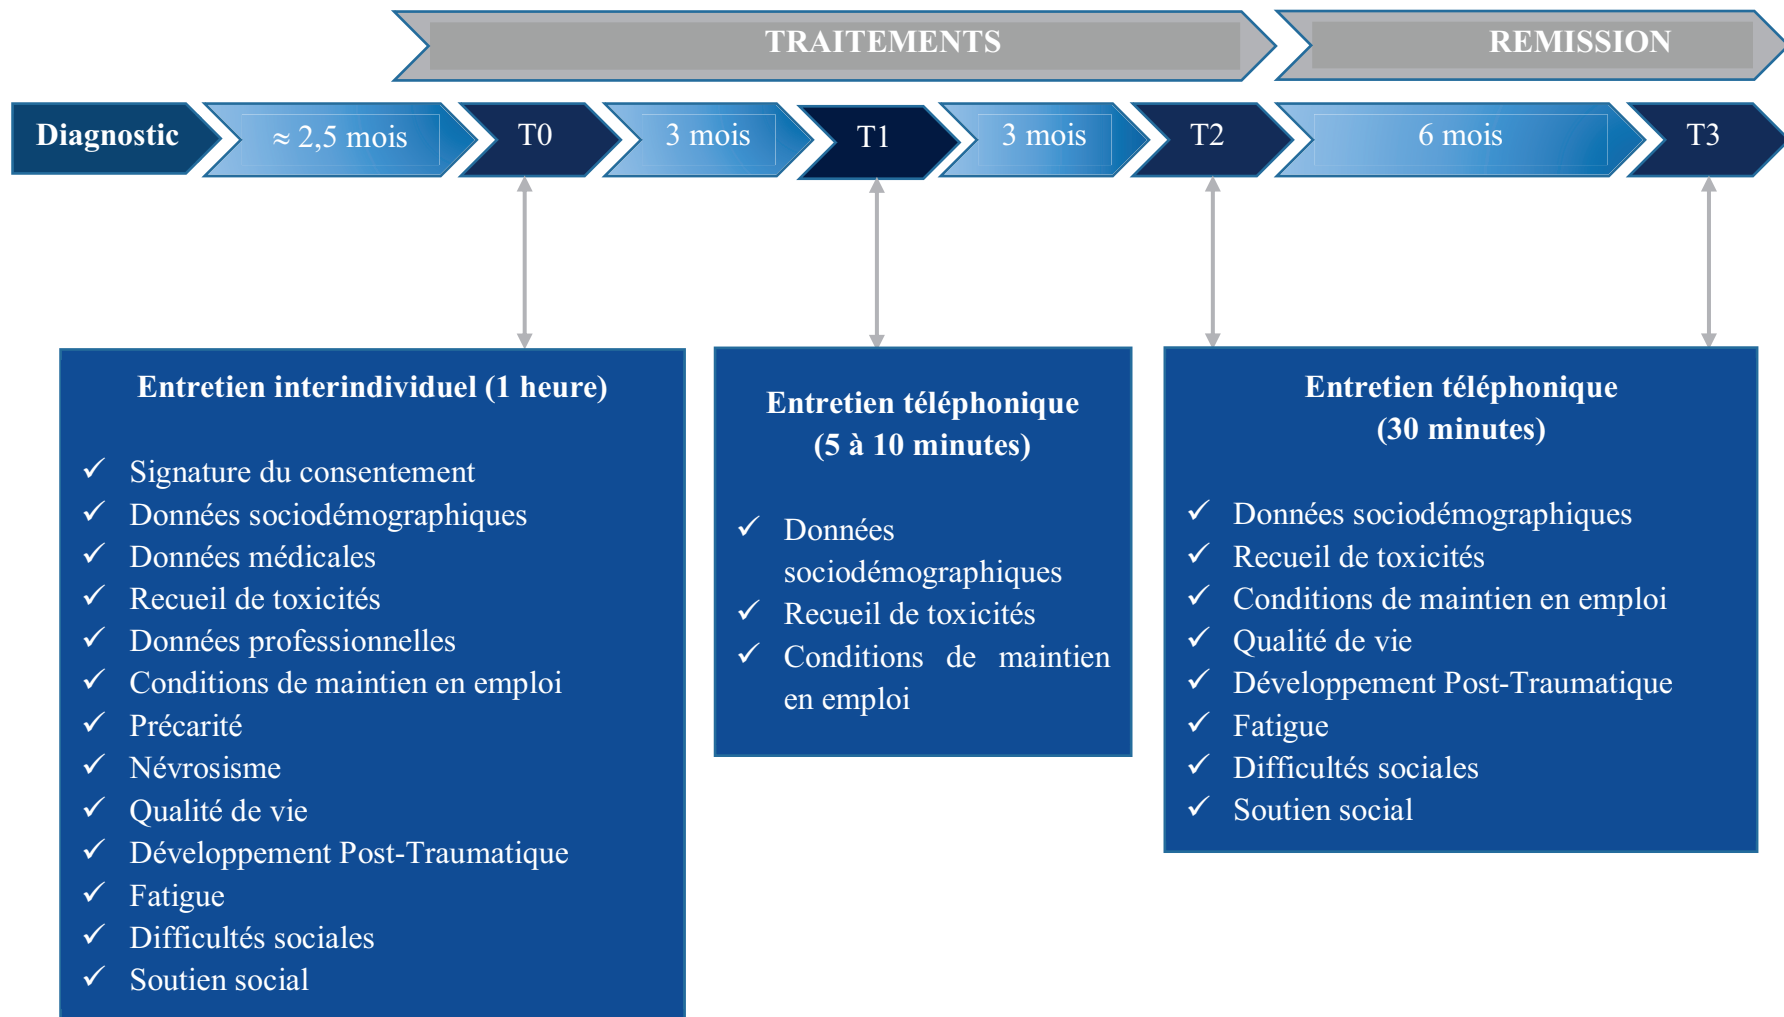 TRAITEMENTS
REMISSION
Diagnostic
≈ 2,5 mois
T0
3 mois
T1
3 mois
T2
6 mois
T3
Entretien interindividuel (1 heure)
✓ Signature du consentement
✓ Données sociodémographiques
✓ Données médicales
✓ Recueil de toxicités
✓ Données professionnelles
✓ Conditions de maintien en emploi
✓ Précarité
✓ Névrosisme
✓ Qualité de vie
✓ Développement Post-Traumatique
✓ Fatigue
✓ Difficultés sociales
✓ Soutien social
Entretien téléphonique
(5 à 10 minutes)
✓ Données
sociodémographiques
✓ Recueil de toxicités
✓ Conditions de maintien
en emploi
Entretien téléphonique
(30 minutes)
✓ Données sociodémographiques
✓ Recueil de toxicités
✓ Conditions de maintien en emploi
✓ Qualité de vie
✓ Développement Post-Traumatique
✓ Fatigue
✓ Difficultés sociales
✓ Soutien social